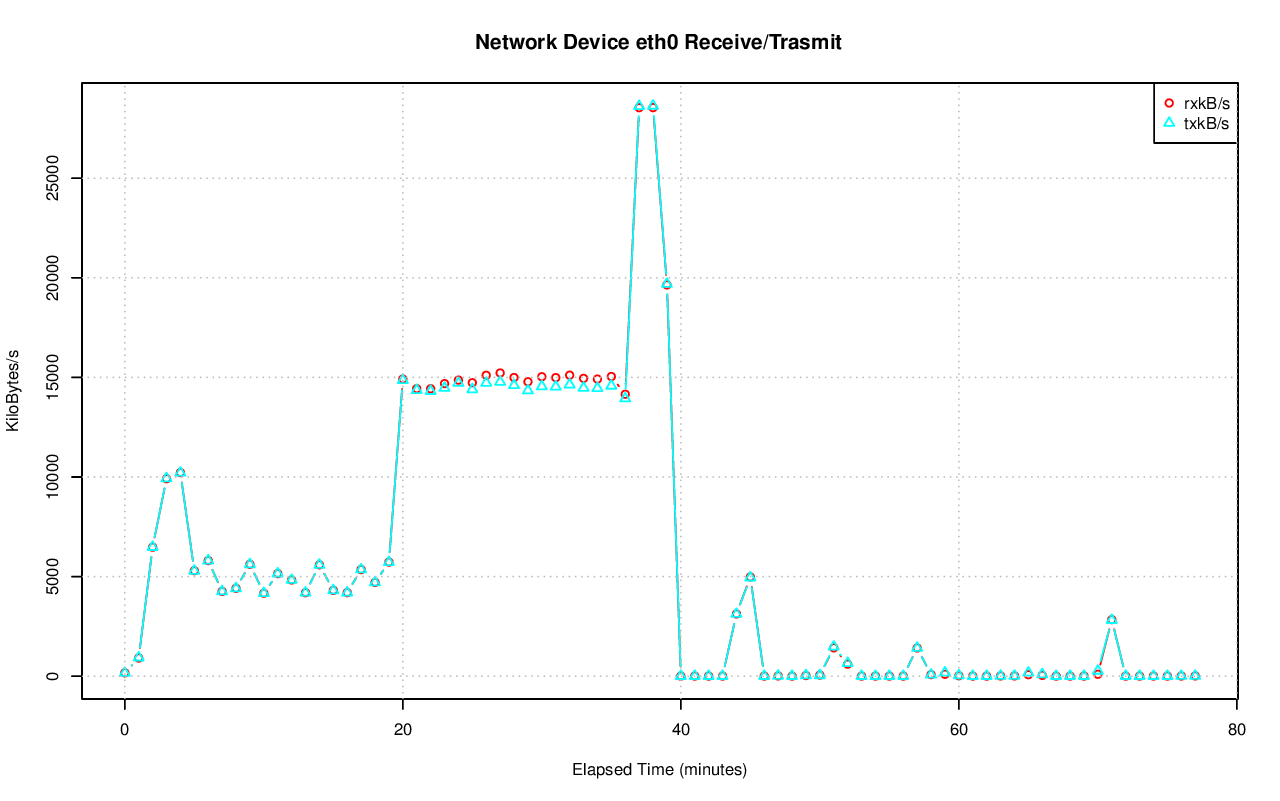 Network Device eth0 Receive/Trasmit
rxkB/s
txkB/s
KiloBytes/s
25000
20000
15000
10000
5000
0
0 20 40 60 80
Elapsed Time (minutes)